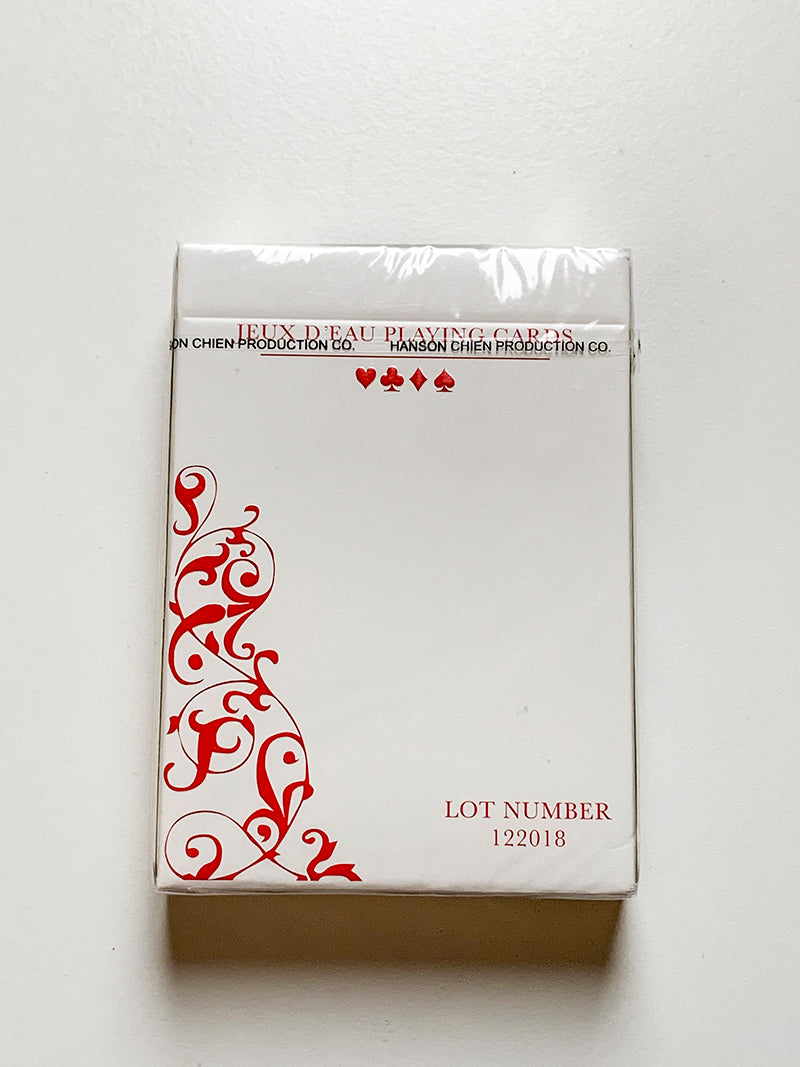 JEUX D'EAU PLAYING CARDS
ON CHIEN PRODUCTION CO. HANSON CHIEN PRODUCTION CO.
LOT NUMBER
122018